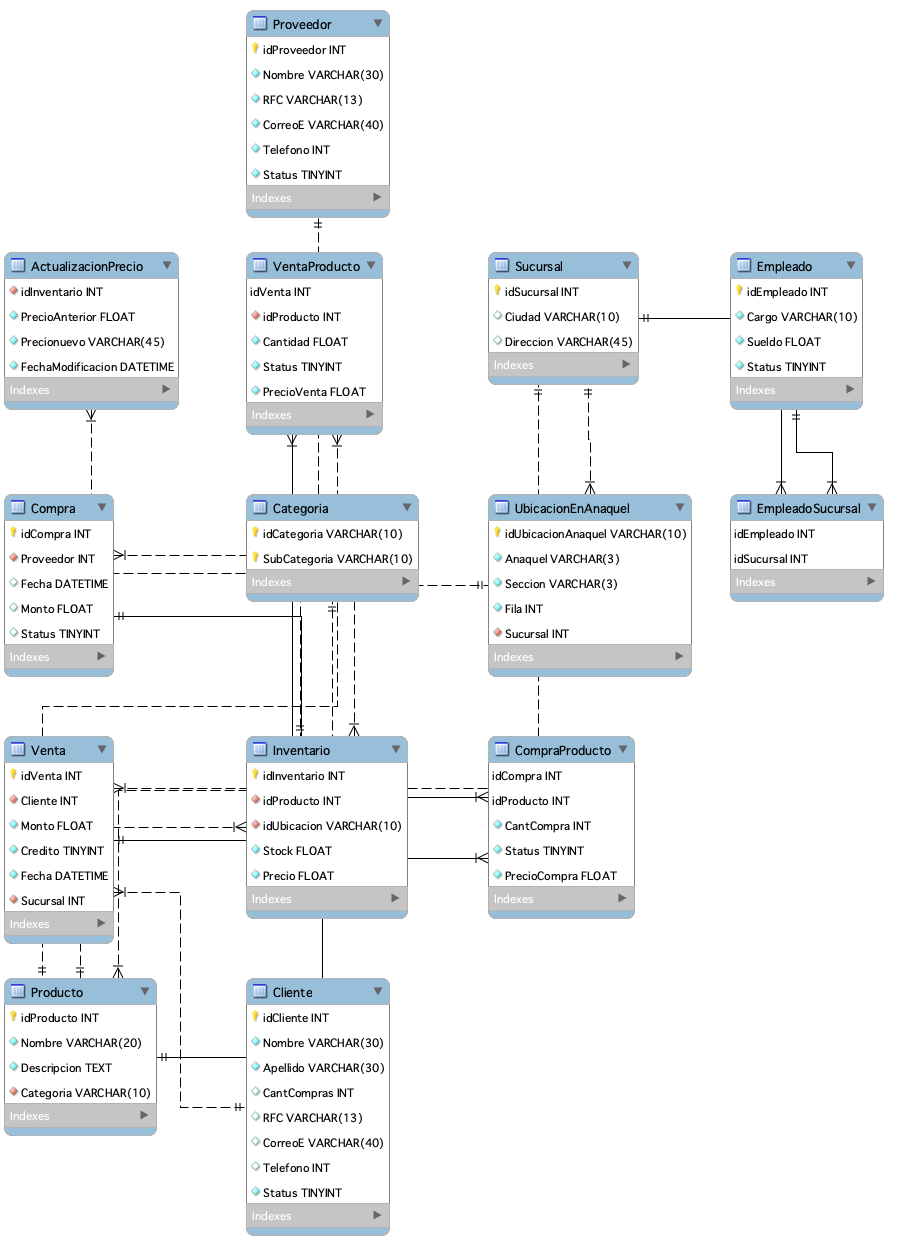 Proveedor
idProveedor INT
Nombre VARCHAR(30)
RFC VARCHAR(13)
CorreoE VARCHAR(40)
Telefono INT
Status TINYINT
Indexes
ActualizacionPrecio
idInventario INT
PrecioAnterior FLOAT
Precionuevo VARCHAR(45)
FechaModificacion DATETIME
Indexes
VentaProducto
idVenta INT
idProducto INT
Cantidad FLOAT
Status TINYINT
PrecioVenta FLOAT
Indexes
Sucursal
idSucursal INT
Ciudad VARCHAR(10)
Direccion VARCHAR(45)
Indexes
Empleado
idEmpleado INT
Cargo VARCHAR(10)
Sueldo FLOAT
Status TINYINT
Indexes
Compra
idCompra INT
Proveedor INT
Fecha DATETIME
Monto FLOAT
Status TINYINT
Indexes
Categoria
idCategoria VARCHAR(10)
SubCategoria VARCHAR(10)
Indexes
UbicacionEnAnaquel
idUbicacionAnaquel VARCHAR(10)
Anaquel VARCHAR(3)
Seccion VARCHAR(3)
Fila INT
Sucursal INT
Indexes
EmpleadoSucursal
idEmpleado INT
idSucursal INT
Indexes
Venta
idVenta INT
Cliente INT
Monto FLOAT
Credito TINYINT
Fecha DATETIME
Sucursal INT
Indexes
Inventario
idInventario INT
idProducto INT
idUbicacion VARCHAR(10)
Stock FLOAT
Precio FLOAT
Indexes
CompraProducto
idCompra INT
idProducto INT
CantCompra INT
Status TINYINT
PrecioCompra FLOAT
Indexes
Producto
idProducto INT
Nombre VARCHAR(20)
Descripcion TEXT
Categoria VARCHAR(10)
Indexes
Cliente
idCliente INT
Nombre VARCHAR(30)
Apellido VARCHAR(30)
CantCompras INT
RFC VARCHAR(13)
CorreoE VARCHAR(40)
Telefono INT
Status TINYINT
Indexes